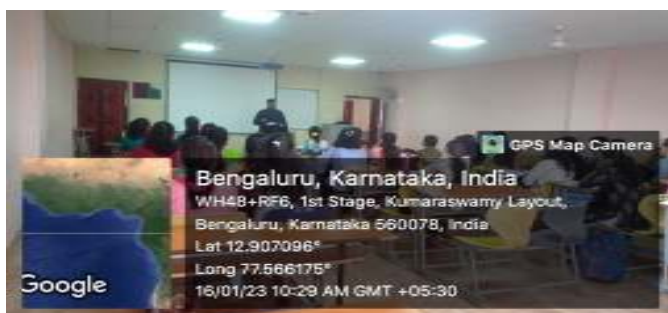 GPS Map Camera
Bengaluru, Karnataka, India
WH48+RF6, 1st Stage, Kumaraswamy Layout,
Bengaluru, Karnataka 560078, India
Lat 12.907096°
Long 77.566175°
16/01/23 10:29 AM GMT +05:30
Google